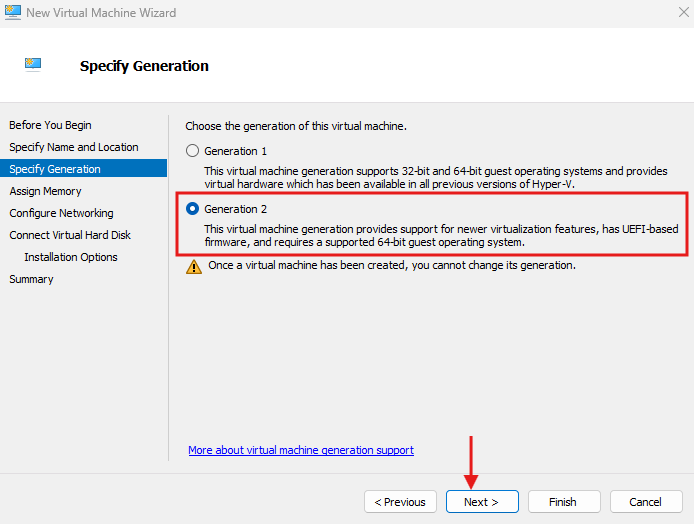 New Virtual Machine Wizard
Specify Generation
Before You Begin
Specify Name and Location
Specify Generation
Assign Memory
Configure Networking
Connect Virtual Hard Disk
Installation Options
Summary
Choose the generation of this virtual machine.
Generation 1
This virtual machine generation supports 32-bit and 64-bit guest operating systems and provides
virtual hardware which has been available in all previous versions of Hyper-V.
Generation 2
This virtual machine generation provides support for newer virtualization features, has UEFI-based
firmware, and requires a supported 64-bit guest operating system.
Once a virtual machine has been created, you cannot change its generation.
More about virtual machine generation support
< Previous
Next >
Finish
Cancel